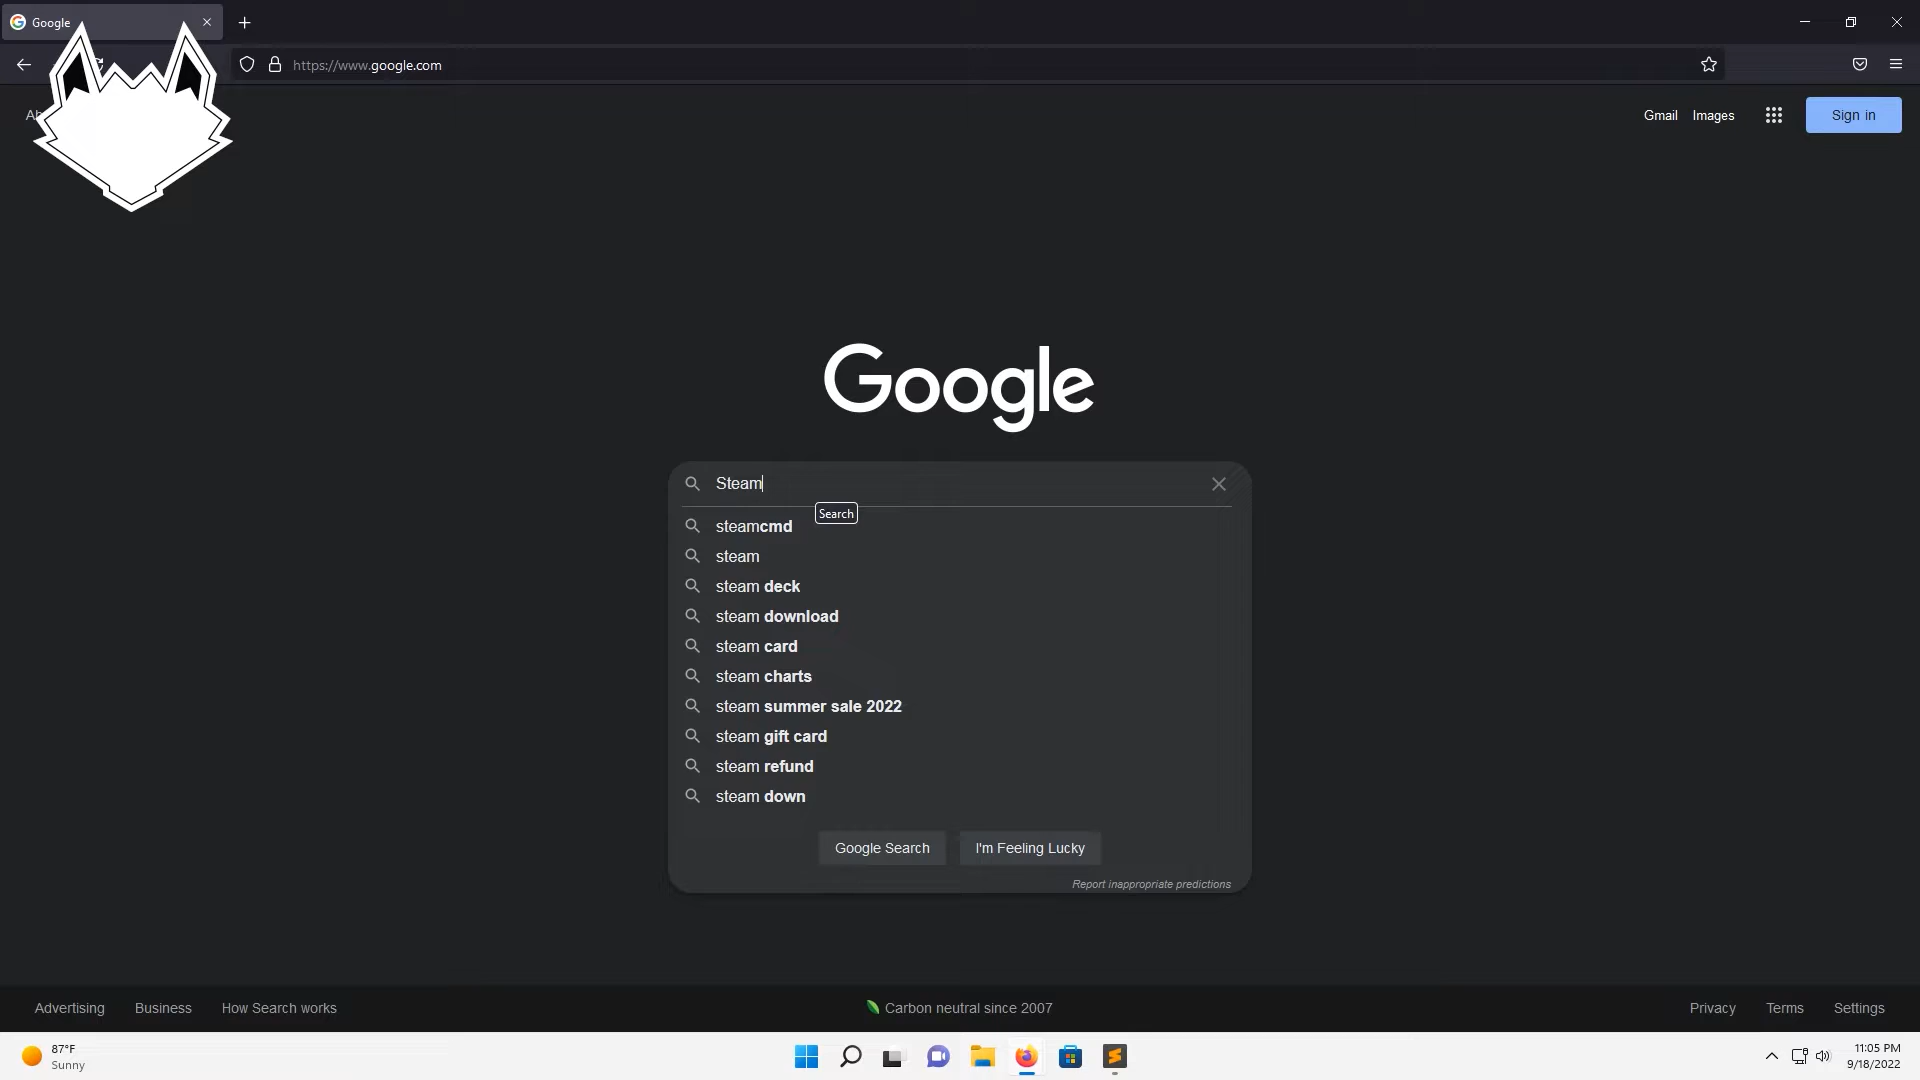 Google
https://www.google.com
Gmail Images Sign in
Google
Steam
Search
steamcmd
steam
steam deck
steam download
steam card
steam charts
steam summer sale 2022
steam gift card
steam refund
steam down
Google Search I'm Feeling Lucky
Report inappropriate predictions
Advertising Business How Search works Carbon neutral since 2007 Privacy Terms Settings
87°F
Sunny
11:05 PM
9/18/2022